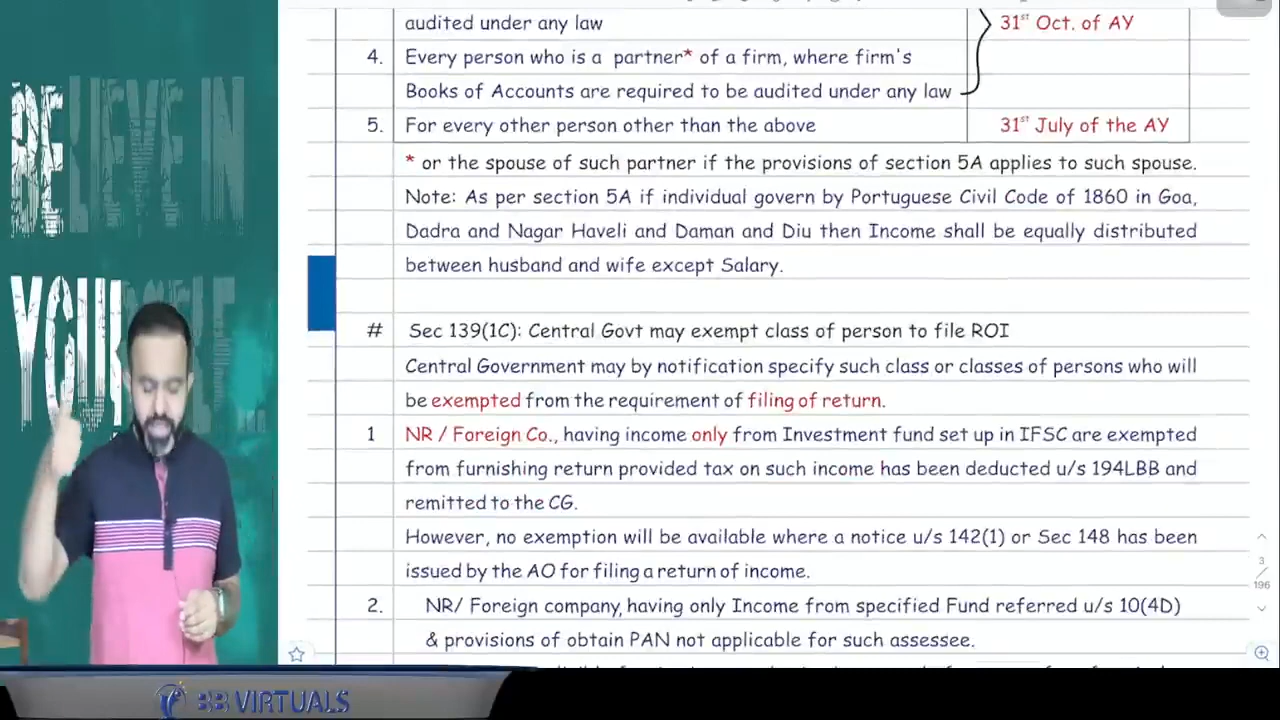 BELIEVE IN
YOURSELF ...
audited under any law
31st Oct. of AY
4. Every person who is a partner* of a firm, where firm's
Books of Accounts are required to be audited under any law
5. For every other person other than the above
31st July of the AY
* or the spouse of such partner if the provisions of section 5A applies to such spouse.
Note: As per section 5A if individual govern by Portuguese Civil Code of 1860 in Goa,
Dadra and Nagar Haveli and Daman and Diu then Income shall be equally distributed
between husband and wife except Salary.
# Sec 139(1C): Central Govt may exempt class of person to file ROI
Central Government may by notification specify such class or classes of persons who will
be exempted from the requirement of filing of return.
1 NR / Foreign Co., having income only from Investment fund set up in IFSC are exempted
from furnishing return provided tax on such income has been deducted u/s 194LBB and
remitted to the CG.
However, no exemption will be available where a notice u/s 142(1) or Sec 148 has been
issued by the AO for filing a return of income.
2. NR/ Foreign company, having only Income from specified Fund referred u/s 10(4D)
& provisions of obtain PAN not applicable for such assessee.
3
/
196
BB VIRTUALS